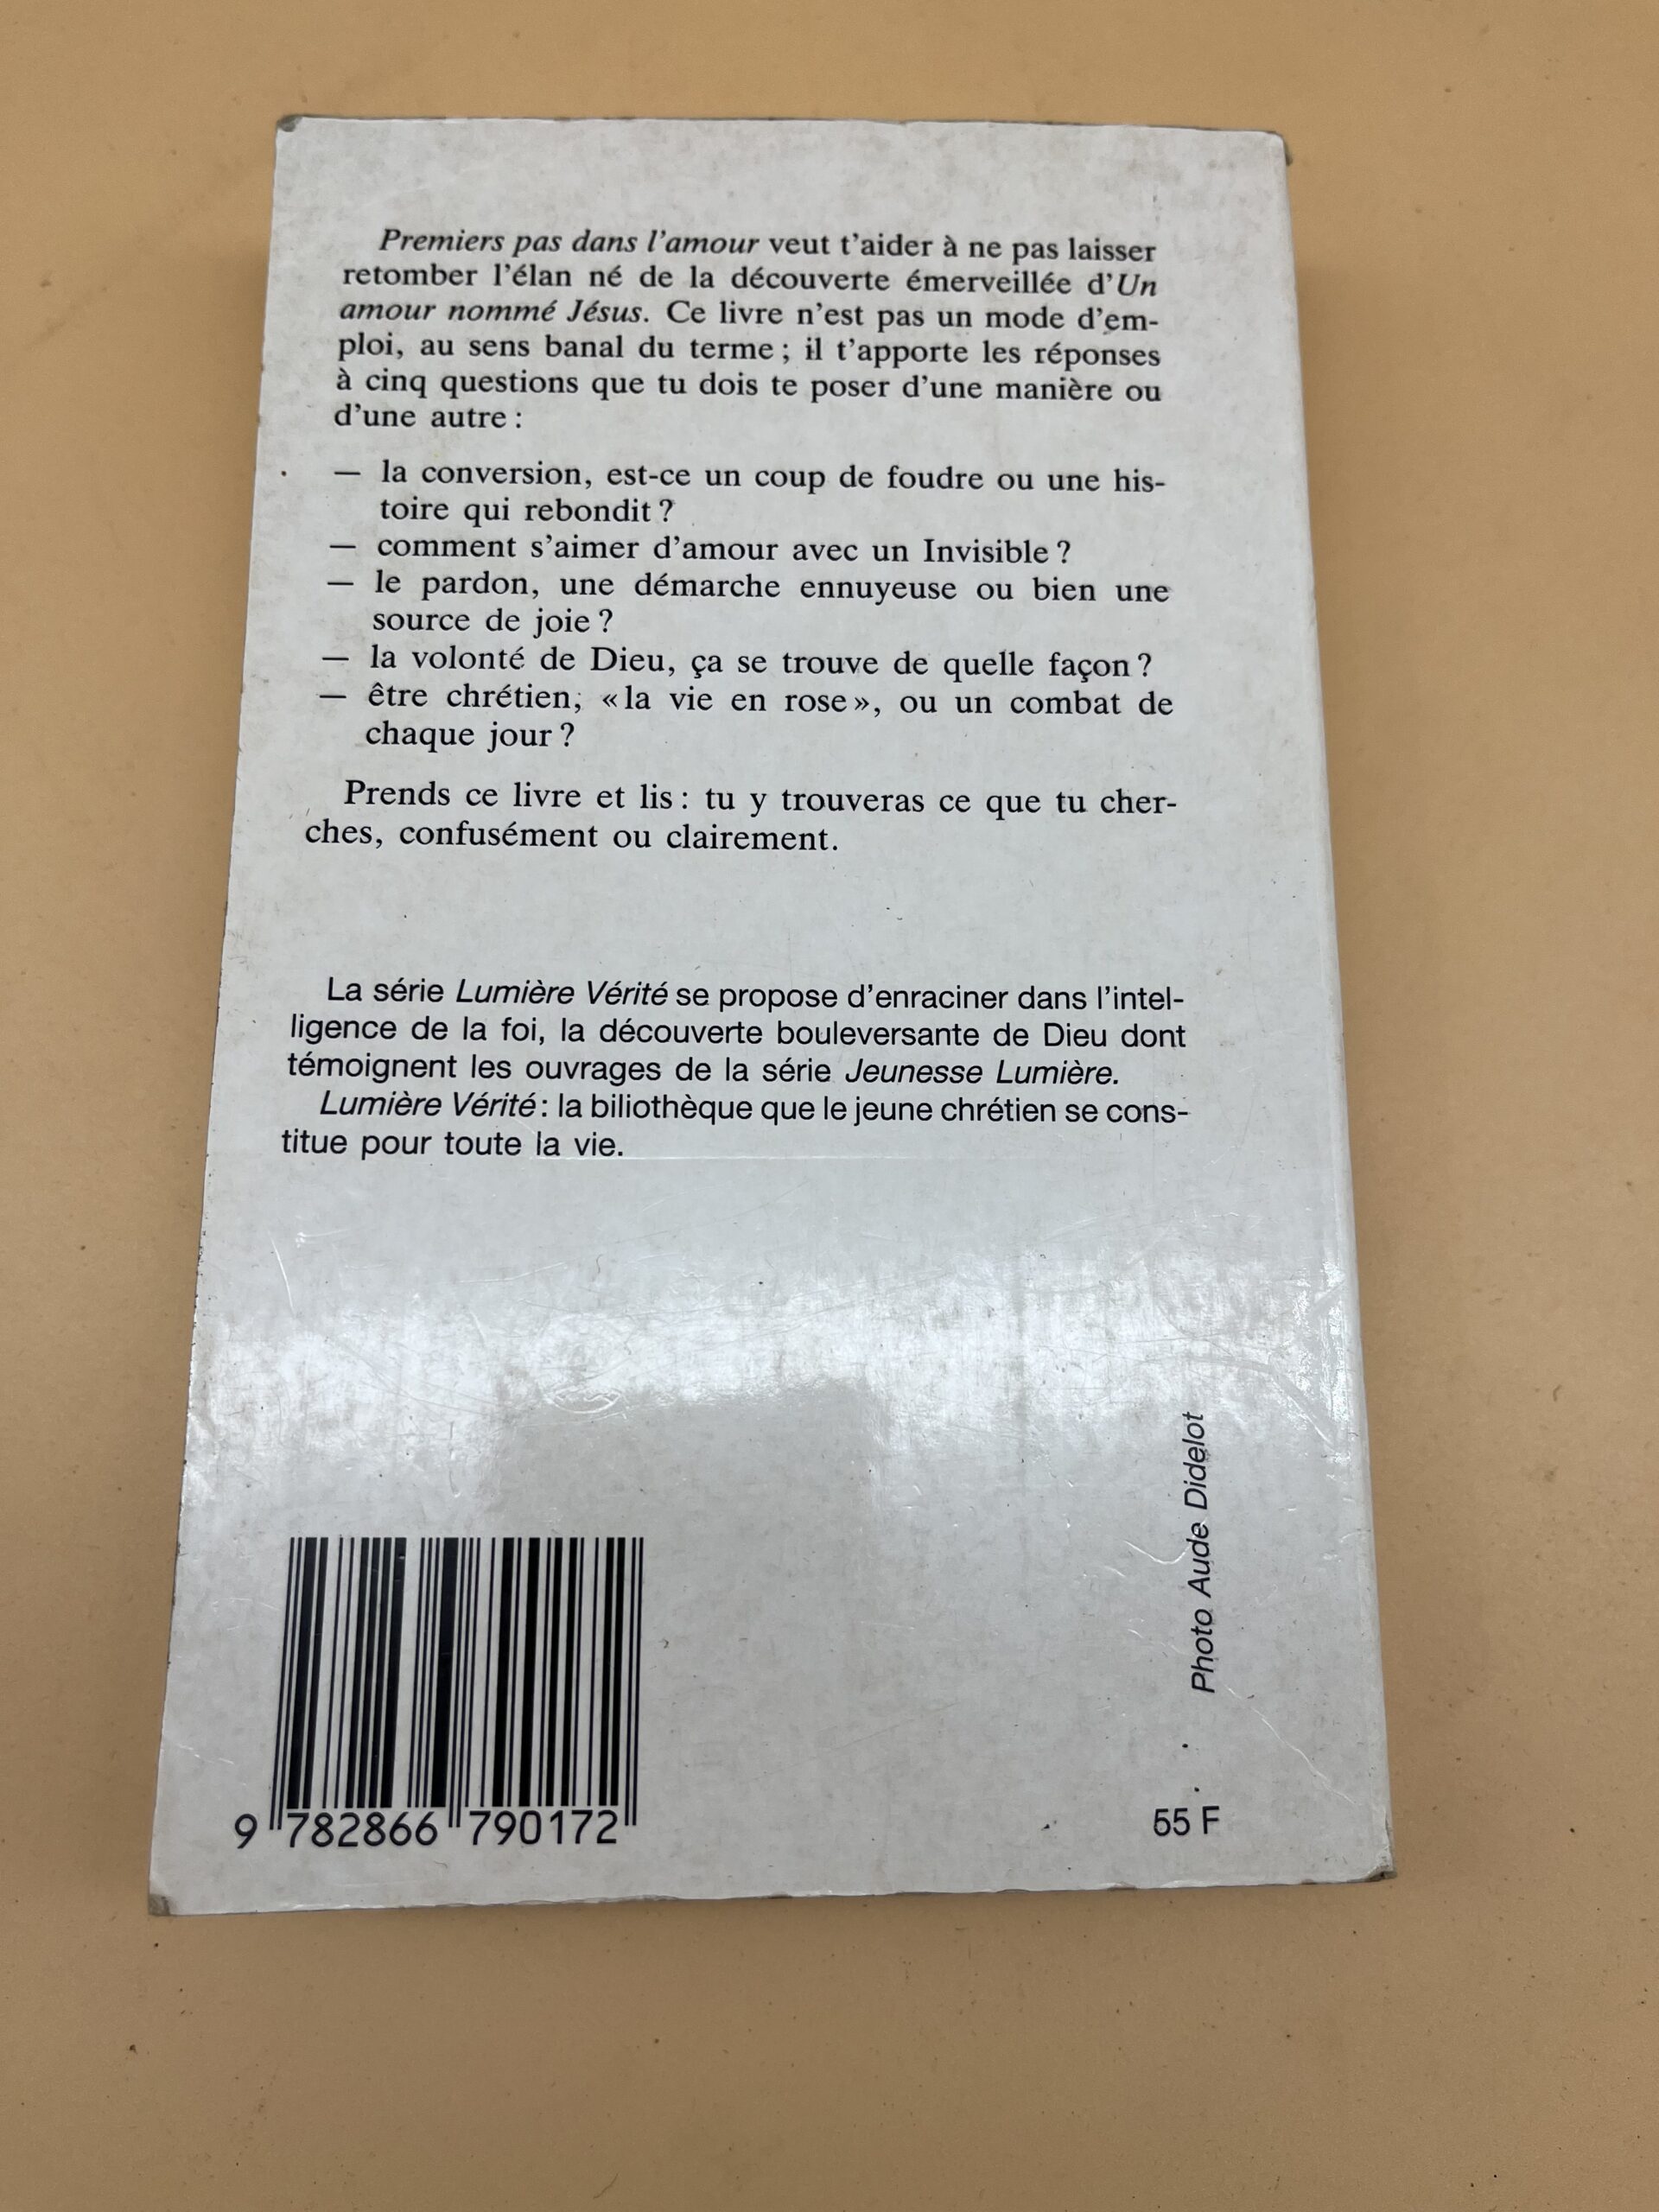 Premiers pas dans l'amour veut t'aider à ne pas laisser
retomber l'élan né de la découverte émerveillée d'Un
amour nommé Jésus. Ce livre n'est pas un mode d'em-
ploi, au sens banal du terme ; il t'apporte les réponses
à cinq questions que tu dois te poser d'une manière ou
d'une autre :
— la conversion, est-ce un coup de foudre ou une his-
toire qui rebondit ?
— comment s'aimer d'amour avec un Invisible ?
— le pardon, une démarche ennuyeuse ou bien une
source de joie ?
— la volonté de Dieu, ça se trouve de quelle façon ?
— être chrétien, «la vie en rose», ou un combat de
chaque jour ?
Prends ce livre et lis : tu y trouveras ce que tu cher-
ches, confusément ou clairement.
La série Lumière Vérité se propose d'enraciner dans l'intel-
ligence de la foi, la découverte bouleversante de Dieu dont
témoignent les ouvrages de la série Jeunesse Lumière.
Lumière Vérité : la biliothèque que le jeune chrétien se cons-
titue pour toute la vie.
Photo Aude Didelot
9 782866 790172
55 F